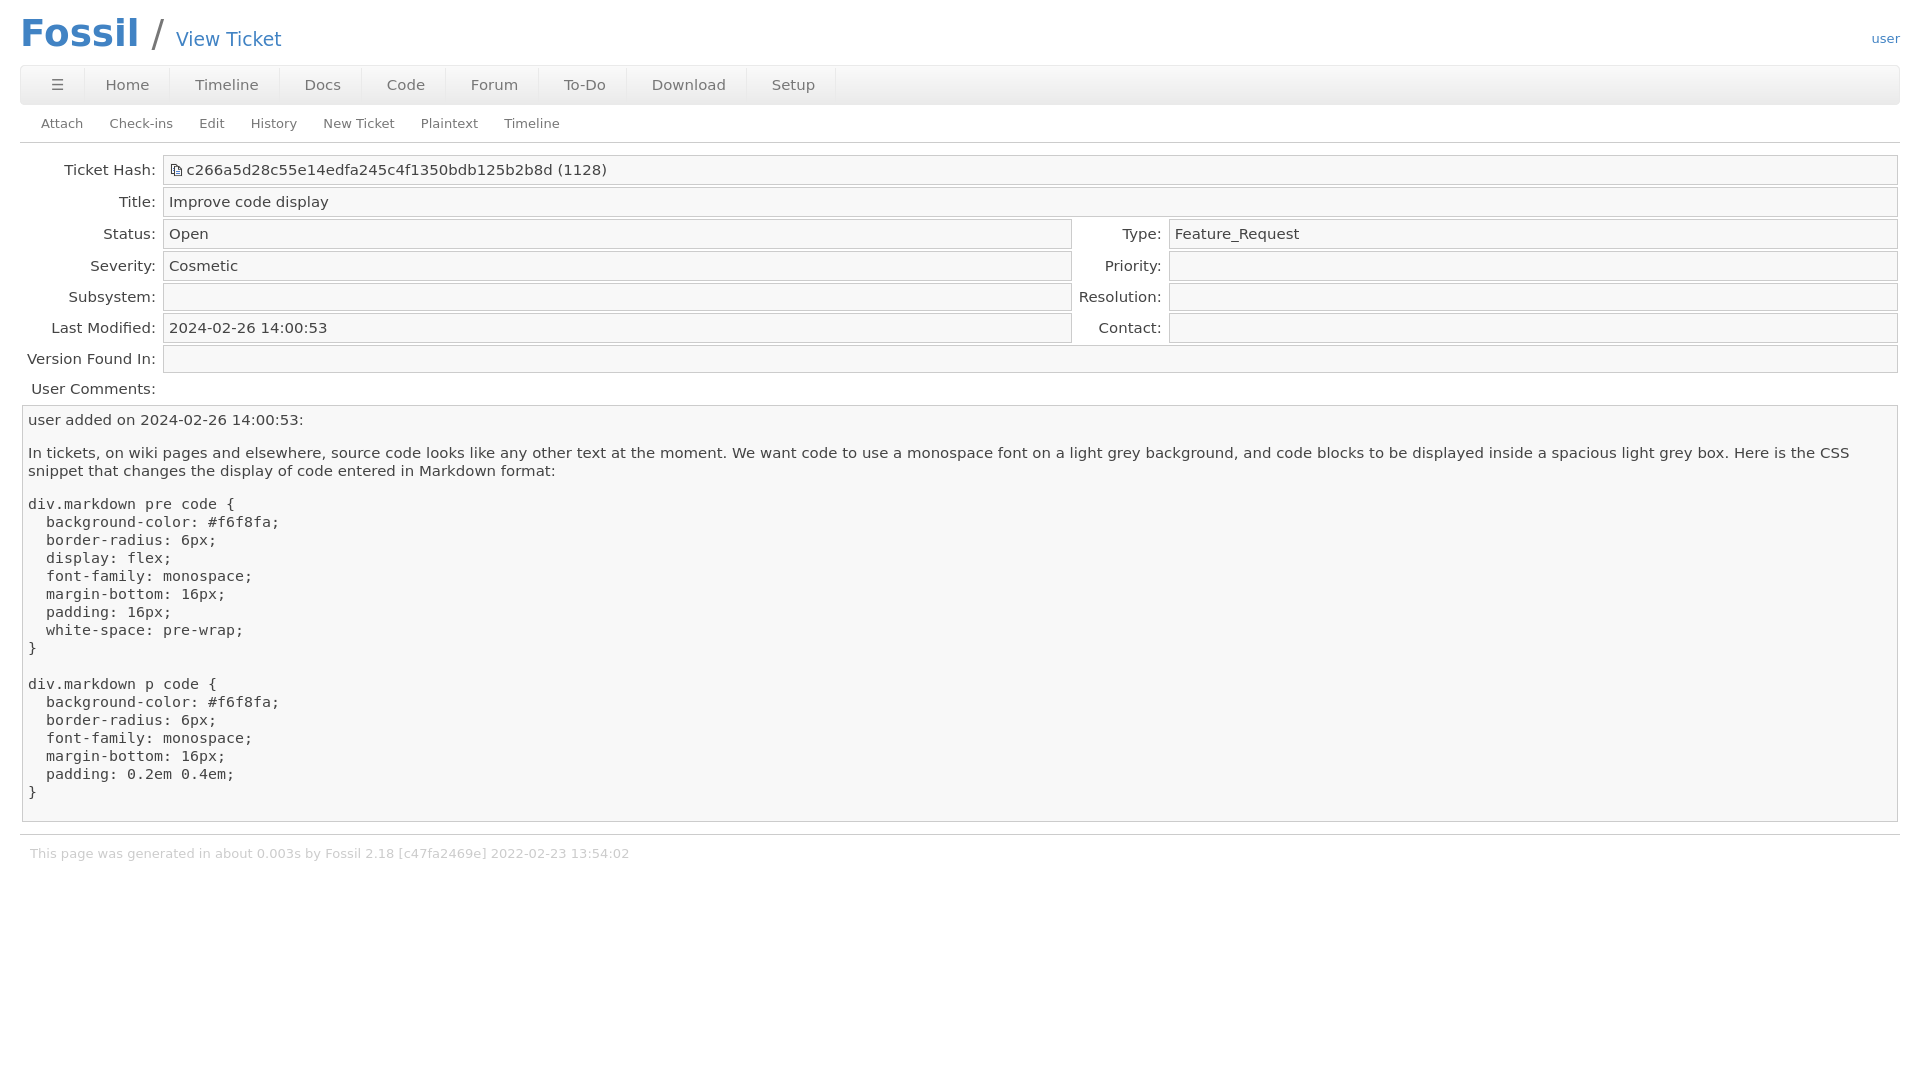 Fossil / View Ticket
user
☰ Home Timeline Docs Code Forum To-Do Download Setup
Attach Check-ins Edit History New Ticket Plaintext Timeline
Ticket Hash: c266a5d28c55e14edfa245c4f1350bdb125b2b8d (1128)
Title: Improve code display
Status: Open Type: Feature_Request
Severity: Cosmetic Priority:
Subsystem: Resolution:
Last Modified: 2024-02-26 14:00:53 Contact:
Version Found In:
User Comments:
user added on 2024-02-26 14:00:53:
In tickets, on wiki pages and elsewhere, source code looks like any other text at the moment. We want code to use a monospace font on a light grey background, and code blocks to be displayed inside a spacious light grey box. Here is the CSS
snippet that changes the display of code entered in Markdown format:
div.markdown pre code {
  background-color: #f6f8fa;
  border-radius: 6px;
  display: flex;
  font-family: monospace;
  margin-bottom: 16px;
  padding: 16px;
  white-space: pre-wrap;
}
div.markdown p code {
  background-color: #f6f8fa;
  border-radius: 6px;
  font-family: monospace;
  margin-bottom: 16px;
  padding: 0.2em 0.4em;
}
This page was generated in about 0.003s by Fossil 2.18 [c47fa2469e] 2022-02-23 13:54:02